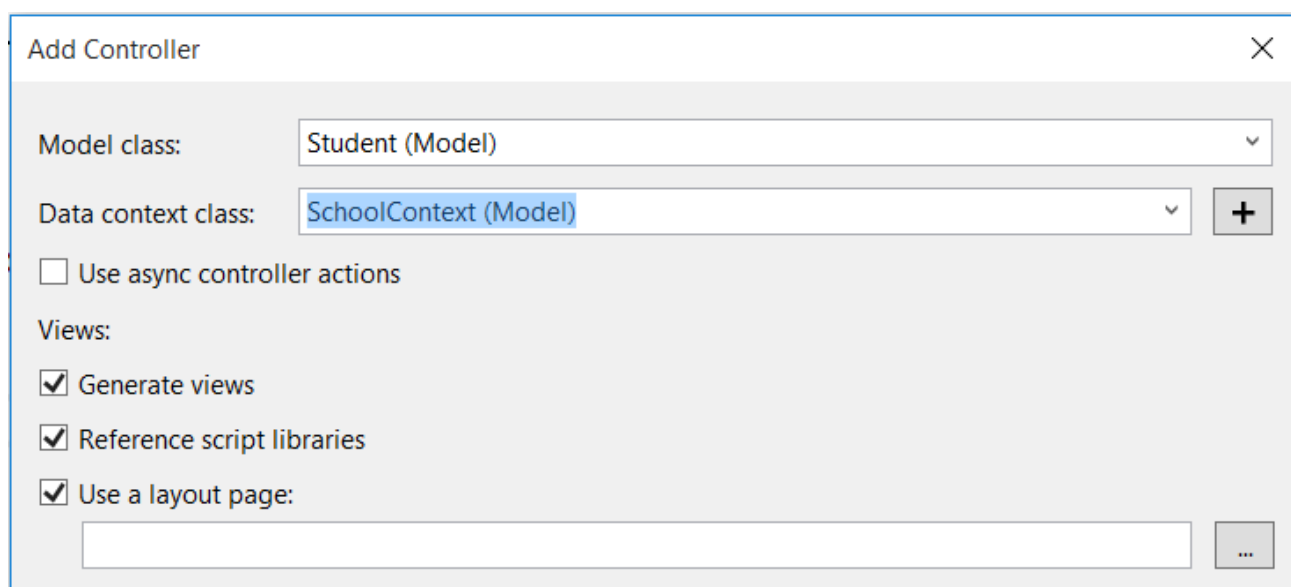 Add Controller
Model class: Student (Model)
Data context class: SchoolContext (Model) +
Use async controller actions
Views:
Generate views
Reference script libraries
Use a layout page:
...